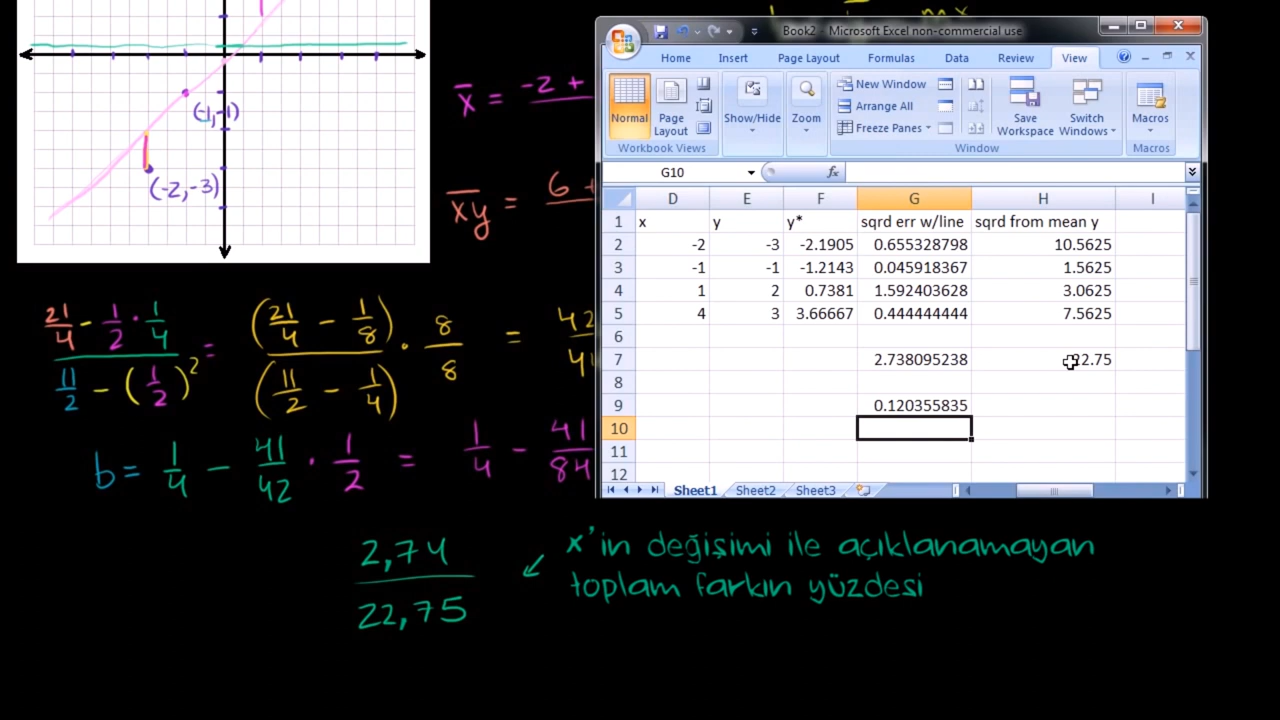 (-1,-1)
(-2,-3)
x̄ = -2 +
x̄ȳ = 6 +
21/4 - 1/2 · 1/4 / 11/2 - (1/2)² = (21/4 - 1/8) / (11/2 - 1/4) · 8/8 = 42
b = 1/4 - 41/42 · 1/2 = 1/4 - 41/84
2,74
22,75
x'in değişimi ile açıklanamayan
toplam farkın yüzdesi
Book2 - Microsoft Excel non-commercial use
Home Insert Page Layout Formulas Data Review View
Normal Page Layout Show/Hide Zoom New Window Arrange All Freeze Panes Save Workspace Switch Windows Macros
Workbook Views Window Macros
G10 fx
D E F G H I
1 x y y* sqrd err w/line sqrd from mean y
2 -2 -3 -2.1905 0.655328798 10.5625
3 -1 -1 -1.2143 0.045918367 1.5625
4 1 2 0.7381 1.592403628 3.0625
5 4 3 3.66667 0.444444444 7.5625
6
7 2.738095238 22.75
8
9 0.120355835
10
11
12
Sheet1 Sheet2 Sheet3